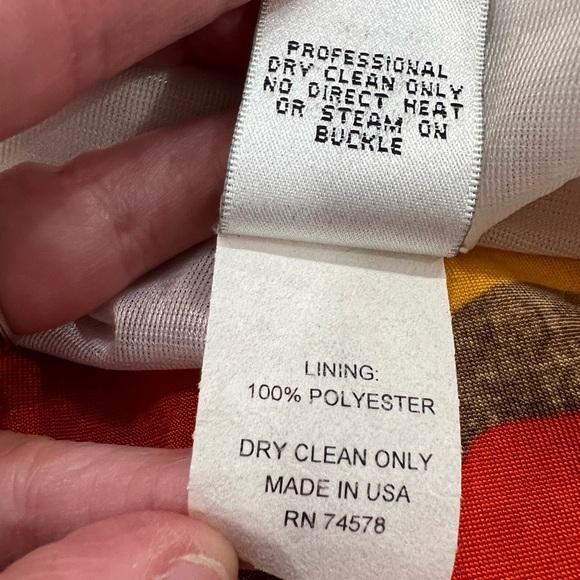 PROFESSIONAL
DRY CLEAN ONLY
NO DIRECT HEAT
OR STEAM ON
BUCKLE
LINING:
100% POLYESTER
DRY CLEAN ONLY
MADE IN USA
RN 74578